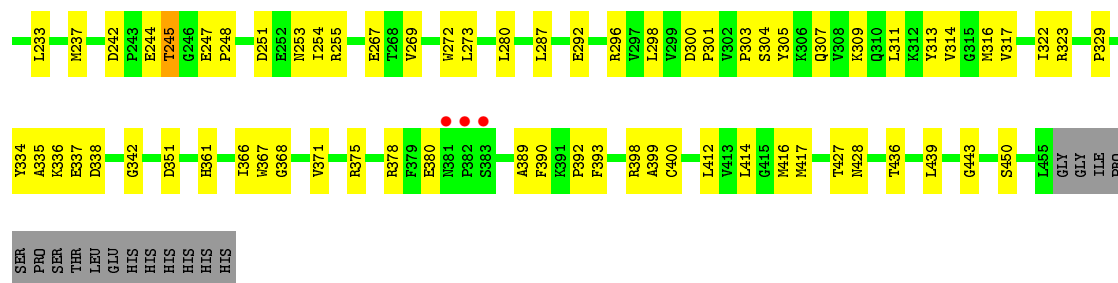 L233 M237 D242 P243 E244 T245 G246 E247 P248 D251 E252 N253 I254 R255 E267 T268 V269 W272 L273 L280 L287 E292 R296 V297 L298 V299 D300 P301 V302 P303 S304 Y305 K306 Q307 V308 K309 Q310 L311 K312 Y313 V314 G315 M316 V317 I322 R323 P329
Y334 A335 K336 E337 D338 G342 D351 H361 I366 W367 G368 V371 R375 R378 F379 E380 N381 P382 S383 A389 F390 K391 P392 F393 R398 A399 C400 L412 V413 L414 G415 M416 M417 T427 N428 T436 L439 G443 S450 L455 GLY GLY ILE PRO
SER PRO SER THR LEU GLU HIS HIS HIS HIS HIS HIS